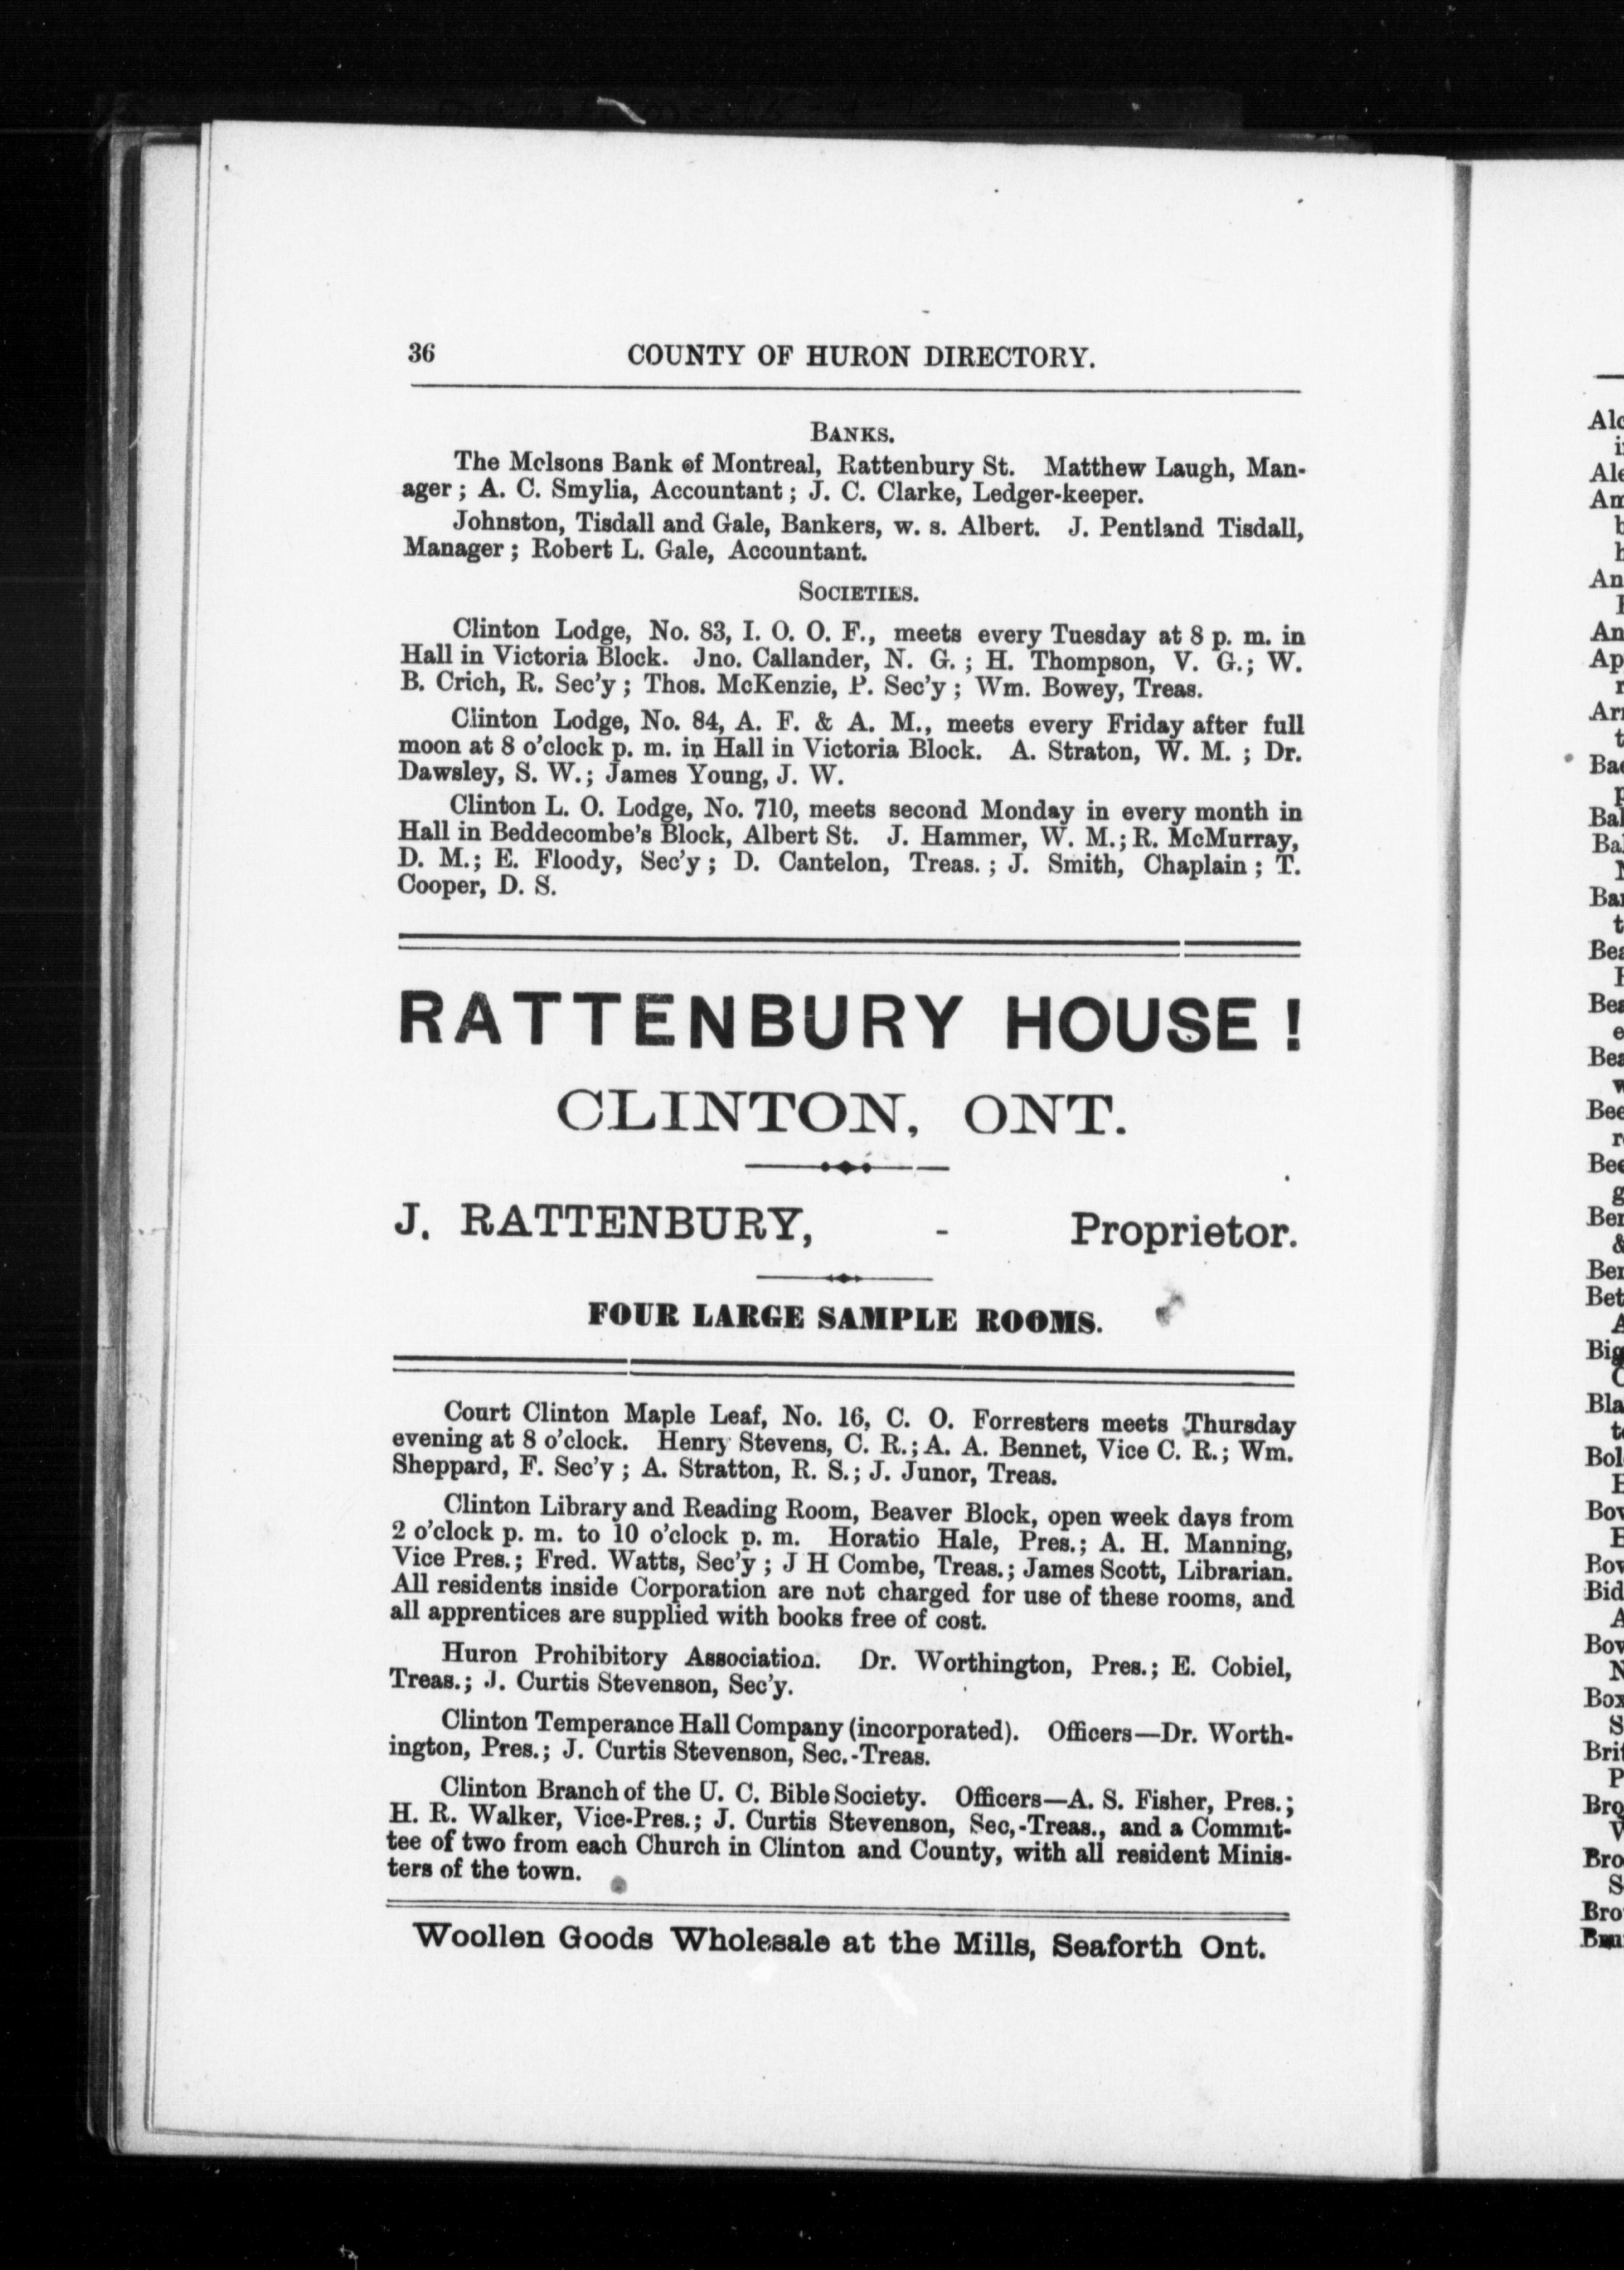 36 COUNTY OF HURON DIRECTORY.
BANKS.
The Molsons Bank of Montreal, Rattenbury St. Matthew Laugh, Man-
ager; A. C. Smylia, Accountant; J. C. Clarke, Ledger-keeper.
Johnston, Tisdall and Gale, Bankers, w. s. Albert. J. Pentland Tisdall,
Manager; Robert L. Gale, Accountant.
SOCIETIES.
Clinton Lodge, No. 83, I. O. O. F., meets every Tuesday at 8 p. m. in
Hall in Victoria Block. Jno. Callander, N. G.; H. Thompson, V. G.; W.
B. Crich, R. Sec'y; Thos. McKenzie, P. Sec'y; Wm. Bowey, Treas.
Clinton Lodge, No. 84, A. F. & A. M., meets every Friday after full
moon at 8 o'clock p. m. in Hall in Victoria Block. A. Straton, W. M.; Dr.
Dawsley, S. W.; James Young, J. W.
Clinton L. O. Lodge, No. 710, meets second Monday in every month in
Hall in Beddecombe's Block, Albert St. J. Hammer, W. M.; R. McMurray,
D. M.; E. Floody, Sec'y; D. Cantelon, Treas.; J. Smith, Chaplain; T.
Cooper, D. S.
RATTENBURY HOUSE!
CLINTON, ONT.
J. RATTENBURY, - Proprietor.
FOUR LARGE SAMPLE ROOMS.
Court Clinton Maple Leaf, No. 16, C. O. Forresters meets Thursday
evening at 8 o'clock. Henry Stevens, C. R.; A. A. Bennet, Vice C. R.; Wm.
Sheppard, F. Sec'y; A. Stratton, R. S.; J. Junor, Treas.
Clinton Library and Reading Room, Beaver Block, open week days from
2 o'clock p. m. to 10 o'clock p. m. Horatio Hale, Pres.; A. H. Manning,
Vice Pres.; Fred. Watts, Sec'y; J H Combe, Treas.; James Scott, Librarian.
All residents inside Corporation are not charged for use of these rooms, and
all apprentices are supplied with books free of cost.
Huron Prohibitory Association. Dr. Worthington, Pres.; E. Cobiel,
Treas.; J. Curtis Stevenson, Sec'y.
Clinton Temperance Hall Company (incorporated). Officers—Dr. Worth-
ington, Pres.; J. Curtis Stevenson, Sec.-Treas.
Clinton Branch of the U. C. Bible Society. Officers—A. S. Fisher, Pres.;
H. R. Walker, Vice-Pres.; J. Curtis Stevenson, Sec,-Treas., and a Commit-
tee of two from each Church in Clinton and County, with all resident Minis-
ters of the town.
Woollen Goods Wholesale at the Mills, Seaforth Ont.